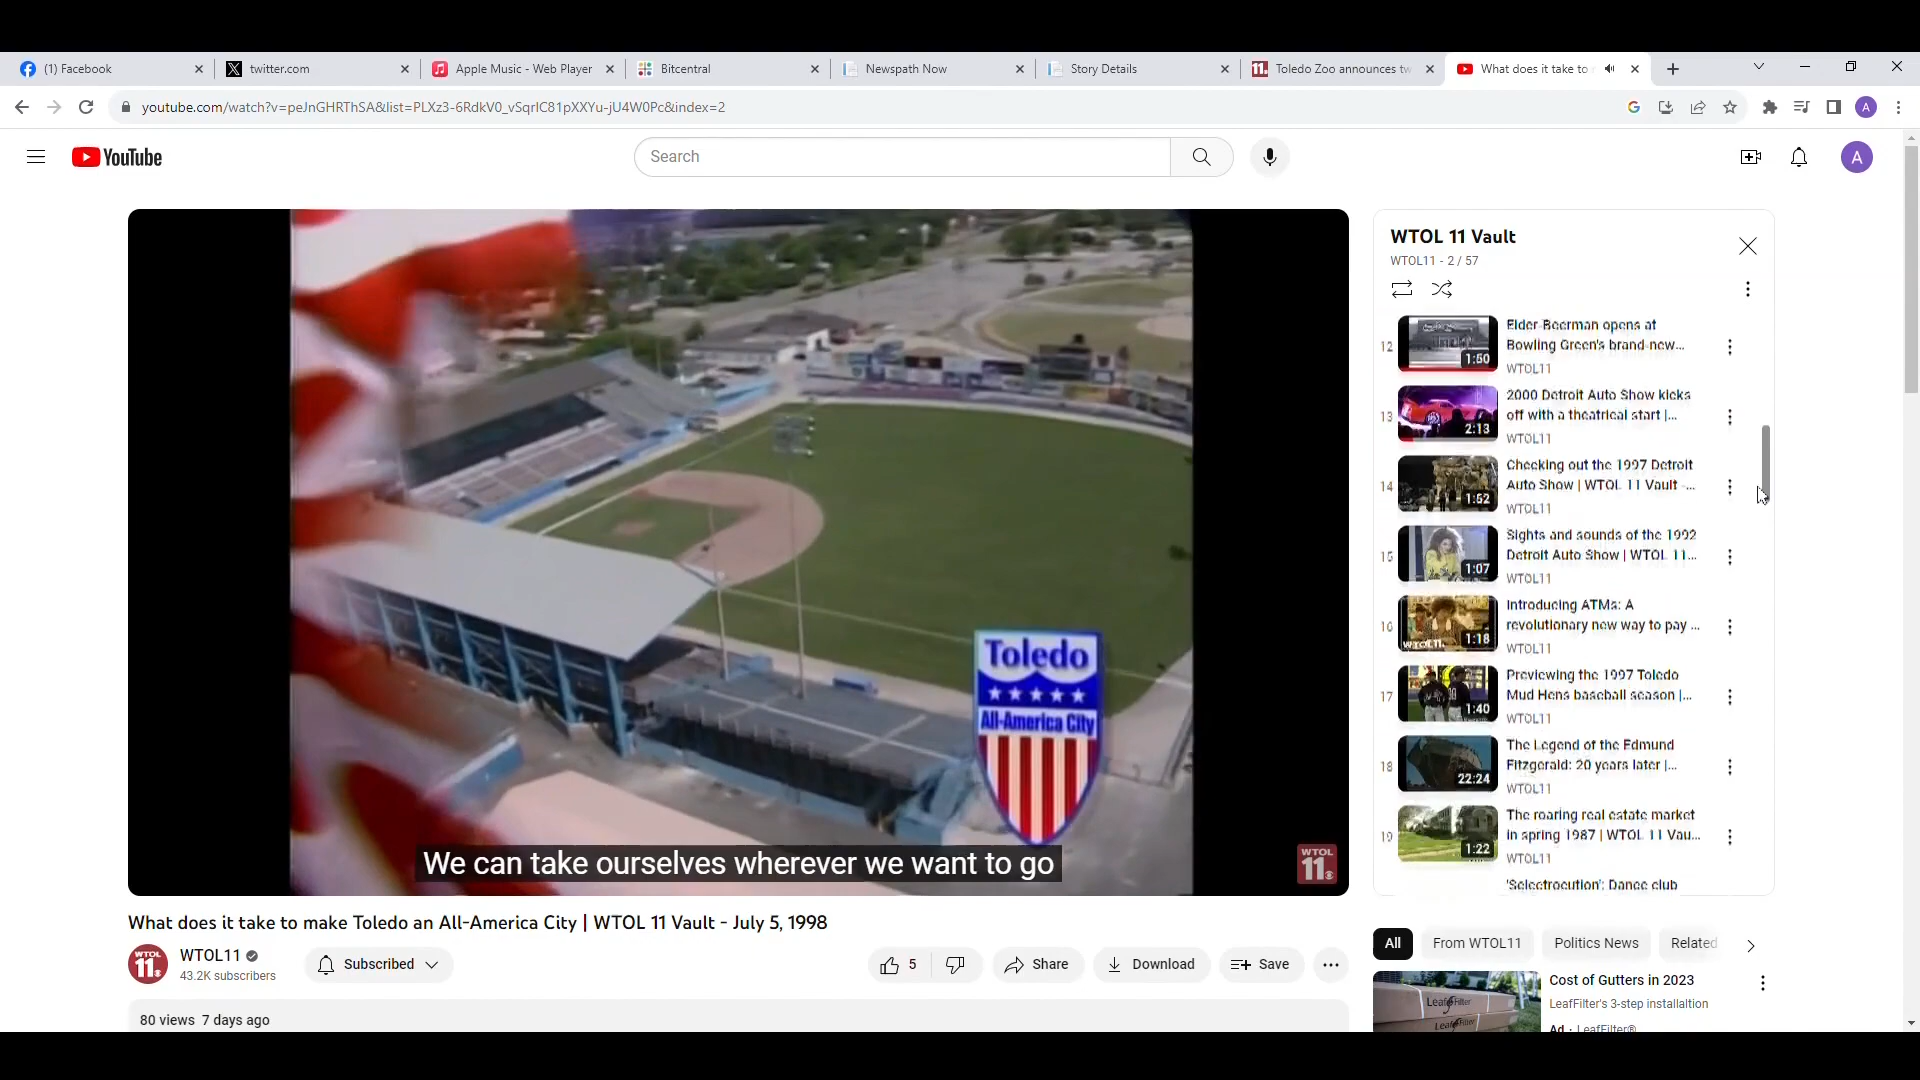 (1) Facebook
twitter.com
Apple Music - Web Player
Bitcentral
Newspath Now
Story Details
Toledo Zoo announces tw
What does it take to
youtube.com/watch?v=peJnGHRThSA&list=PLXz3-6RdkV0_vSqrIC81pXXYu-jU4W0Pc&index=2
A
YouTube
Search
A
Toledo
All-America City
We can take ourselves wherever we want to go
WTOL
11
What does it take to make Toledo an All-America City | WTOL 11 Vault - July 5, 1998
WTOL
11
WTOL11
43.2K subscribers
Subscribed
5
Share
Download
Save
80 views 7 days ago
WTOL 11 Vault
WTOL11 - 2 / 57
12
1:50
Elder-Beerman opens at
Bowling Green's brand-new...
WTOL11
13
2:13
2000 Detroit Auto Show kicks
off with a theatrical start |...
WTOL11
14
1:52
Checking out the 1997 Detroit
Auto Show | WTOL 11 Vault -...
WTOL11
15
1:07
Sights and sounds of the 1992
Detroit Auto Show | WTOL 11...
WTOL11
16
WTOL 11
1:18
Introducing ATMs: A
revolutionary new way to pay ...
WTOL11
17
1:40
Previewing the 1997 Toledo
Mud Hens baseball season |...
WTOL11
18
22:24
The Legend of the Edmund
Fitzgerald: 20 years later |...
WTOL11
19
1:22
The roaring real estate market
in spring 1987 | WTOL 11 Vau...
WTOL11
'Selectrocution': Dance club
All
From WTOL11
Politics News
Related
LeafFilter
LeafFilter
Cost of Gutters in 2023
LeafFilter's 3-step installaltion
Ad · LeafFilter®